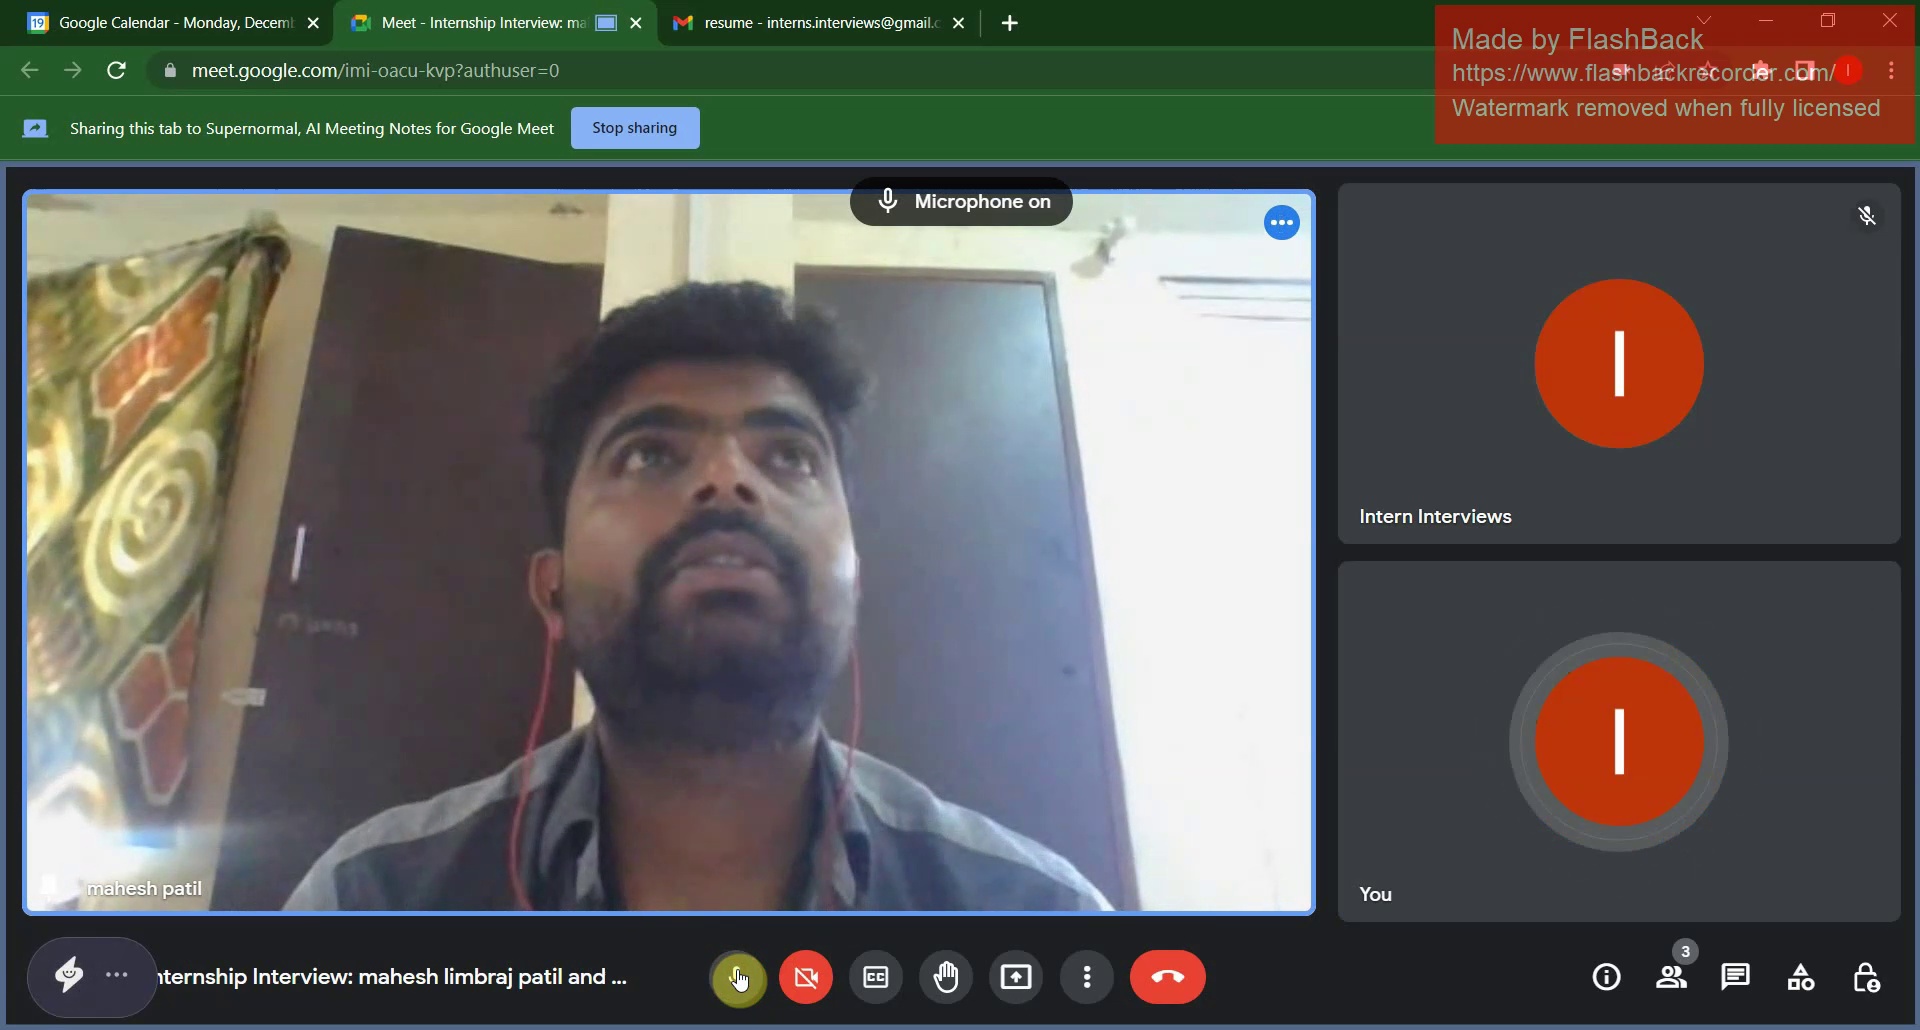 Google Calendar - Monday, Decem
Meet - Internship Interview: ma
resume - interns.interviews@gmail.c
Made by FlashBack
https://www.flashbackrecorder.com/
Watermark removed when fully licensed
meet.google.com/imi-oacu-kvp?authuser=0
Sharing this tab to Supernormal, AI Meeting Notes for Google Meet
Stop sharing
Microphone on
I
Intern Interviews
I
You
mahesh patil
nternship Interview: mahesh limbraj patil and ...
CC
3